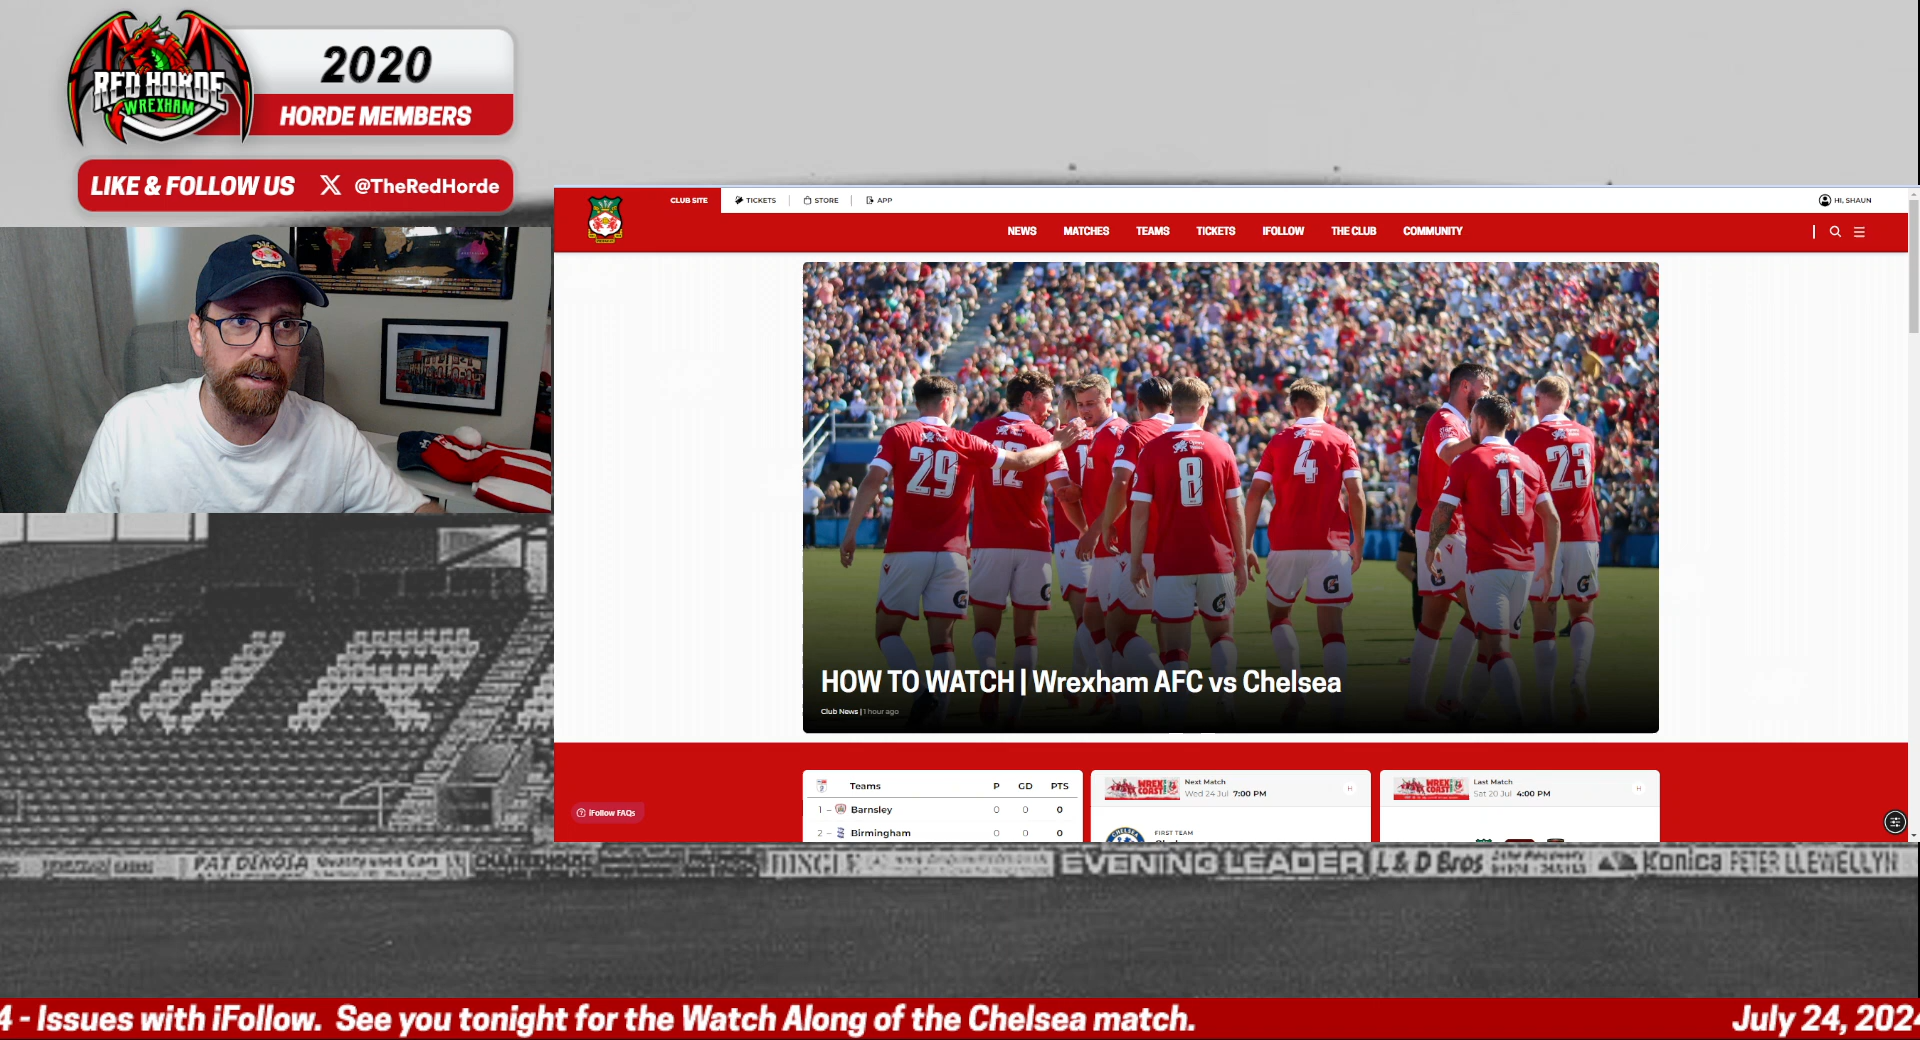 RED HORDE
WREXHAM
2020
HORDE MEMBERS
LIKE & FOLLOW US X @TheRedHorde
CLUB SITE TICKETS STORE APP HI, SHAUN
NEWS MATCHES TEAMS TICKETS IFOLLOW THE CLUB COMMUNITY
29 12 8 4 11 23
HOW TO WATCH | Wrexham AFC vs Chelsea
Club News | 1 hour ago
iFollow FAQs
Teams P GD PTS
1 - Barnsley 0 0 0
2 - Birmingham 0 0 0
Next Match
Wed 24 Jul 7:00 PM
H
FIRST TEAM
Last Match
Sat 20 Jul 4:00 PM
H
WR
PAT DEROSA
EVENING LEADER L & D Bros Konica PETER LLEWELLYN
4 - Issues with iFollow. See you tonight for the Watch Along of the Chelsea match. July 24, 2024